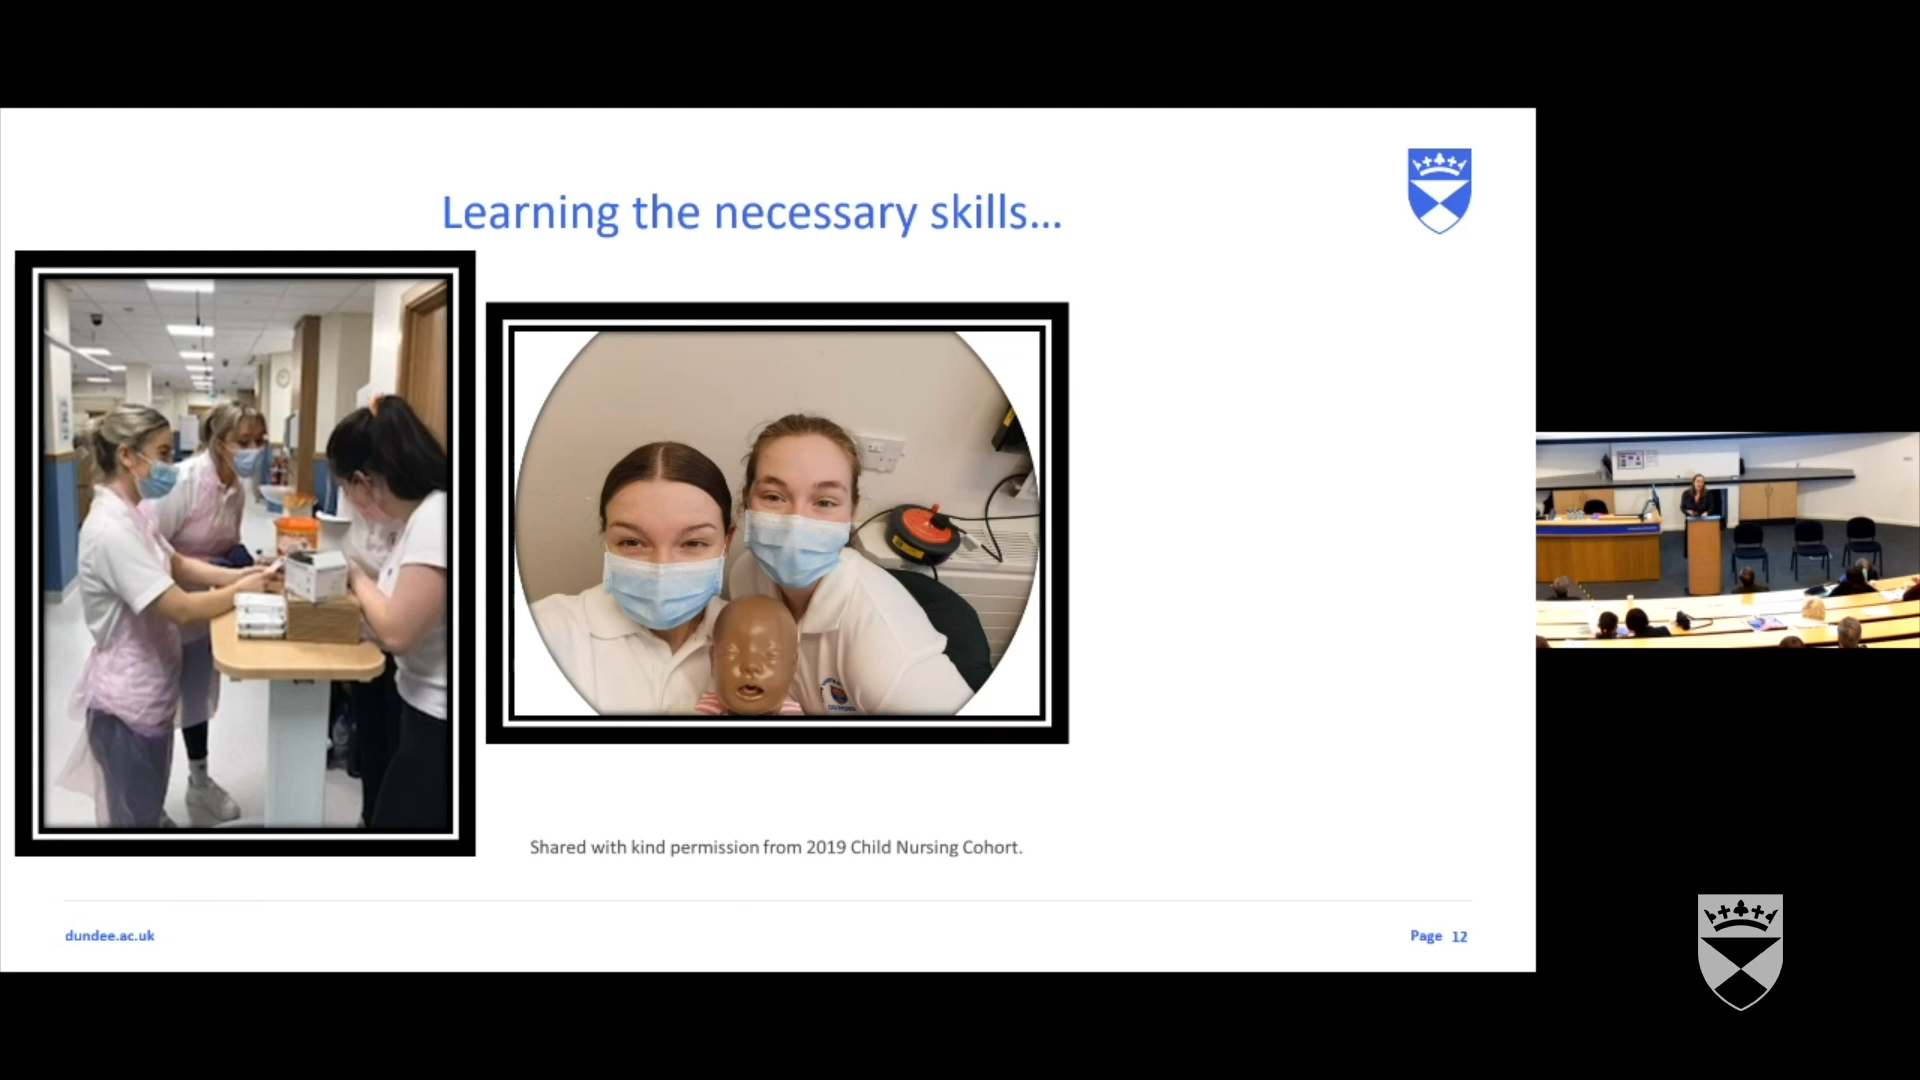 Learning the necessary skills...
Shared with kind permission from 2019 Child Nursing Cohort.
dundee.ac.uk
Page 12